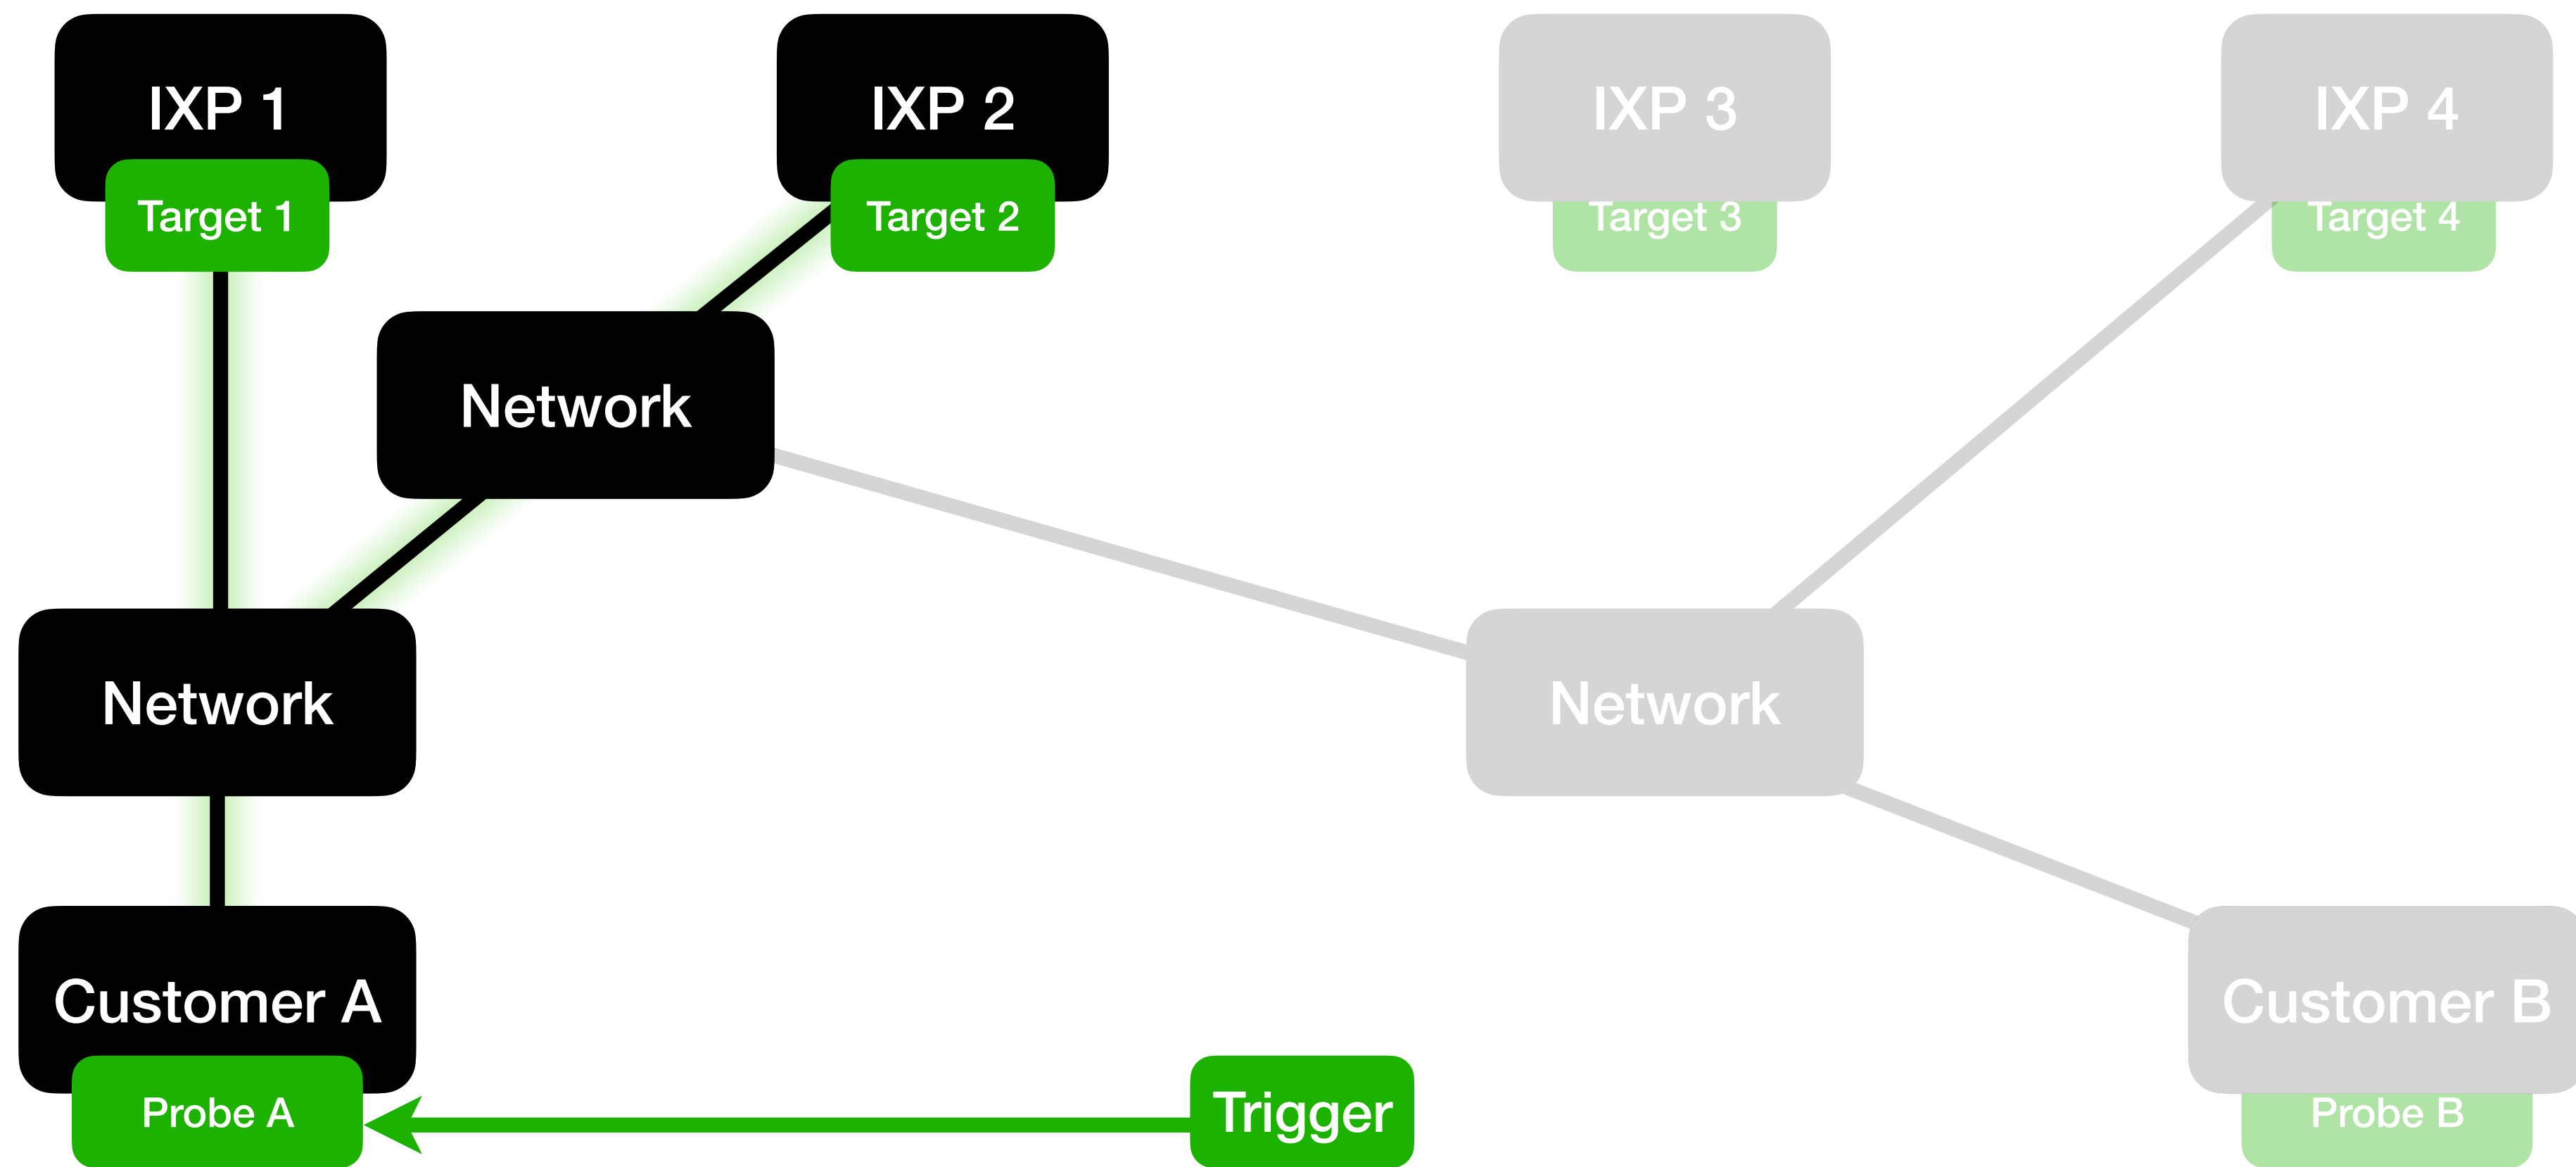 IXP 1
IXP 2
IXP 3
IXP 4
Target 1
Target 2
Target 3
Target 4
Network
Network
Network
Customer A
Customer B
Probe A
Trigger
Probe B